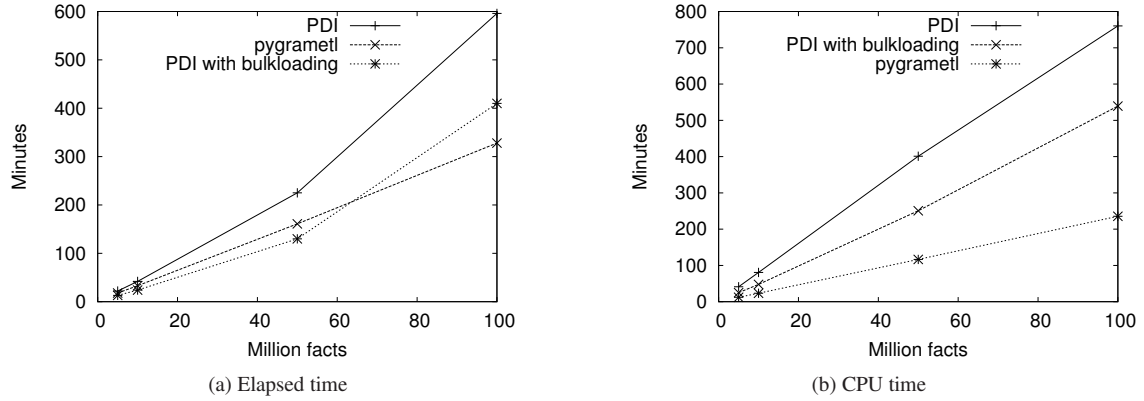 600
500
400
300
200
100
0
0
20
40
60
80
100
Minutes
Million facts
PDI
pygrametl
PDI with bulkloading
(a) Elapsed time
800
700
600
500
400
300
200
100
0
0
20
40
60
80
100
Minutes
Million facts
PDI
PDI with bulkloading
pygrametl
(b) CPU time